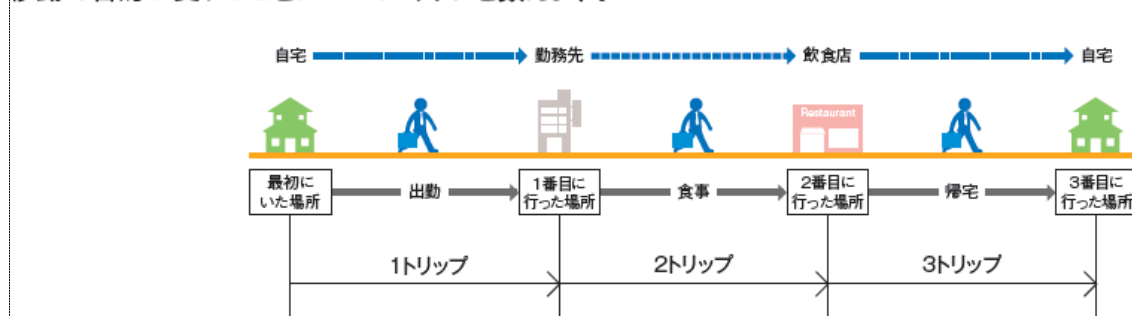 自宅 勤務先 飲食店 自宅
Restaurant
最初に
いた場所
出勤
1番目に
行った場所
食事
2番目に
行った場所
帰宅
3番目に
行った場所
1トリップ 2トリップ 3トリップ